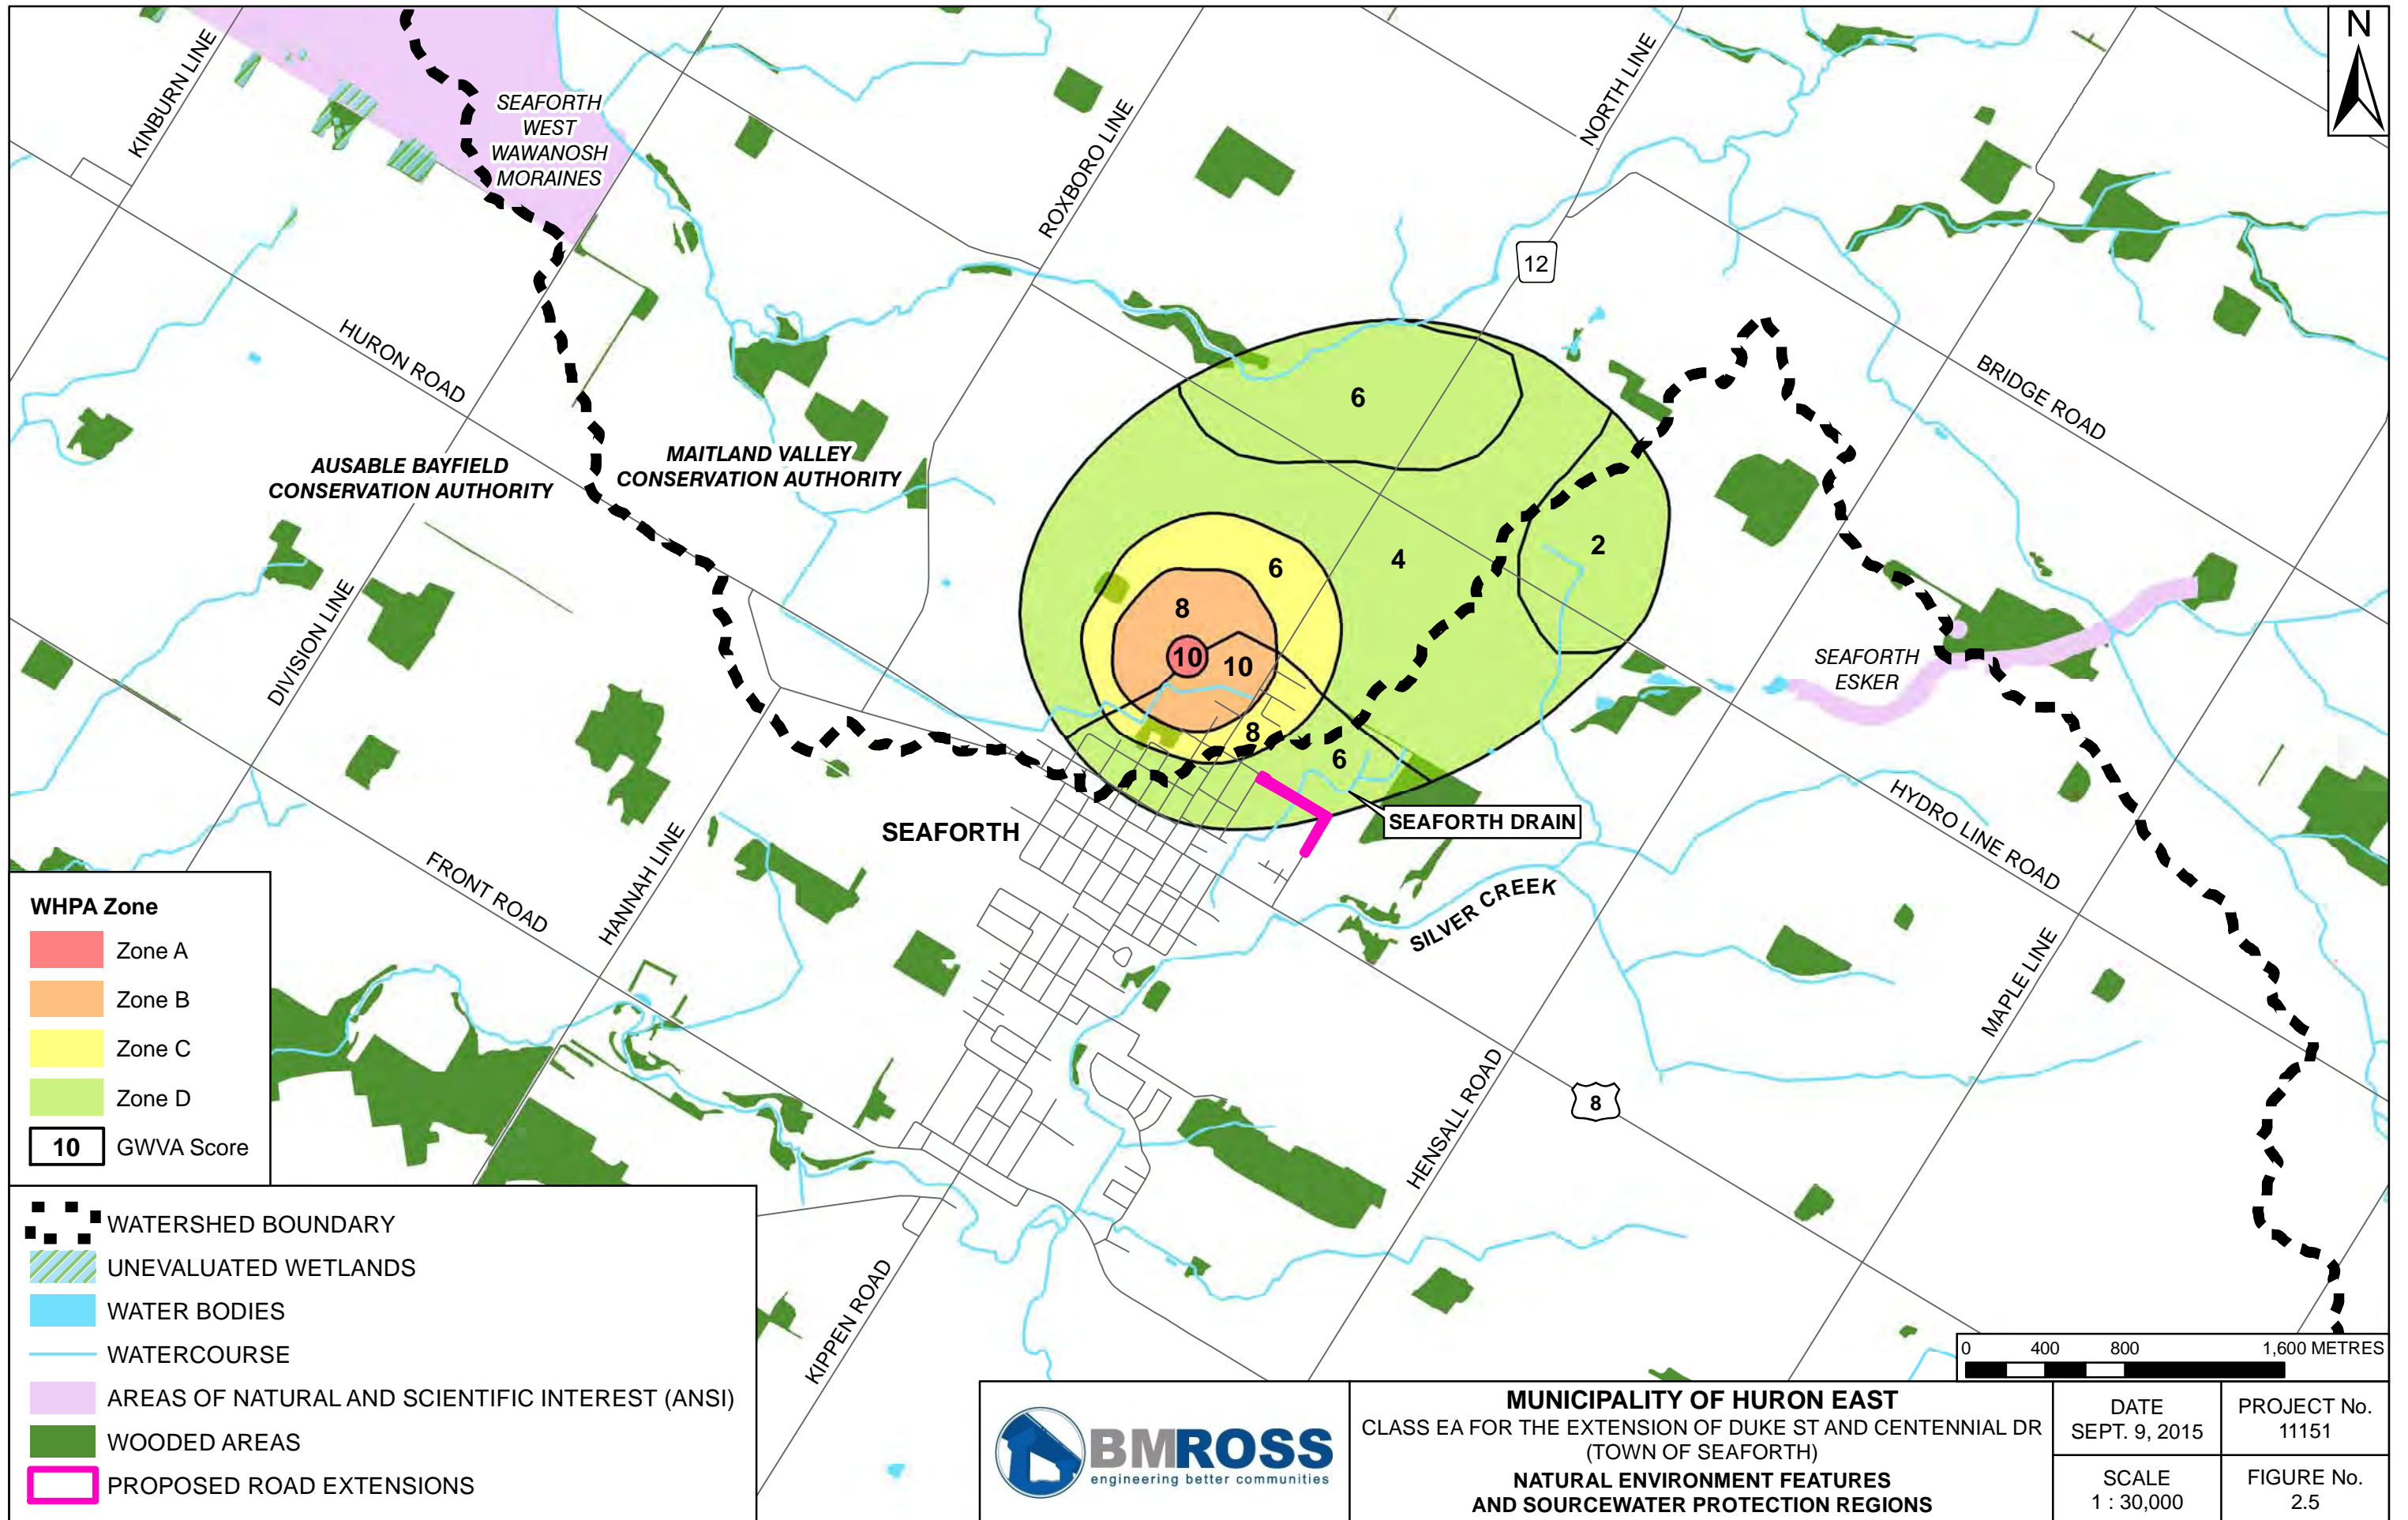 N
KINBURN LINE
SEAFORTH
WEST
WAWANOSH
MORAINES
ROXBORO LINE
NORTH LINE
12
HURON ROAD
BRIDGE ROAD
AUSABLE BAYFIELD
CONSERVATION AUTHORITY
MAITLAND VALLEY
CONSERVATION AUTHORITY
6
4
2
6
8
10
10
8
6
DIVISION LINE
SEAFORTH
ESKER
SEAFORTH
SEAFORTH DRAIN
HYDRO LINE ROAD
FRONT ROAD
HANNAH LINE
SILVER CREEK
MAPLE LINE
HENSALL ROAD
8
KIPPEN ROAD
WHPA Zone
Zone A
Zone B
Zone C
Zone D
10 GWVA Score
WATERSHED BOUNDARY
UNEVALUATED WETLANDS
WATER BODIES
WATERCOURSE
AREAS OF NATURAL AND SCIENTIFIC INTEREST (ANSI)
WOODED AREAS
PROPOSED ROAD EXTENSIONS
0 400 800 1,600 METRES
BMROSS
engineering better communities
MUNICIPALITY OF HURON EAST
CLASS EA FOR THE EXTENSION OF DUKE ST AND CENTENNIAL DR
(TOWN OF SEAFORTH)
NATURAL ENVIRONMENT FEATURES
AND SOURCEWATER PROTECTION REGIONS
DATE
SEPT. 9, 2015
PROJECT No.
11151
SCALE
1 : 30,000
FIGURE No.
2.5